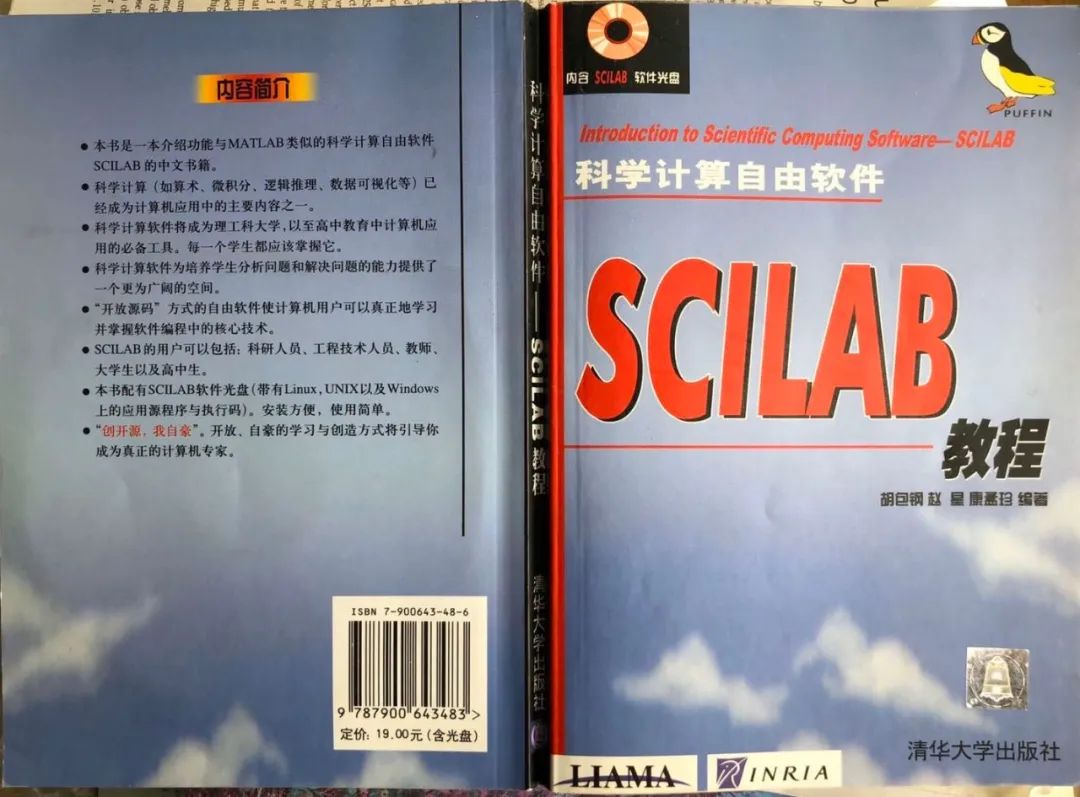 内容简介
● 本书是一本介绍功能与MATLAB类似的科学计算自由软件
SCILAB的中文书籍。
● 科学计算（如算术、微积分、逻辑推理、数据可视化等）已
经成为计算机应用中的主要内容之一。
● 科学计算软件将成为理工科大学，以至高中教育中计算机应
用的必备工具。每一个学生都应该掌握它。
● 科学计算软件为培养学生分析问题和解决问题的能力提供了
一个更为广阔的空间。
● “开放源码”方式的自由软件使计算机用户可以真正地学习
并掌握软件编程中的核心技术。
● SCILAB的用户可以包括：科研人员、工程技术人员、教师、
大学生以及高中生。
● 本书配有SCILAB软件光盘（带有Linux，UNIX以及Windows
上的应用源程序与执行码）。安装方便，使用简单。
● “创开源，我自豪”。开放、自豪的学习与创造方式将引导你
成为真正的计算机专家。
ISBN 7-900643-48-6
9 787900 643483 >
定价: 19.00元(含光盘)
科学计算自由软件——SCILAB教程
清华大学出版社
内含 SCILAB 软件光盘
PUFFIN
Introduction to Scientific Computing Software— SCILAB
科学计算自由软件
SCILAB
教程
胡包钢 赵 星 康孟珍 编著
清华大学出版社
LIAMA
INRIA